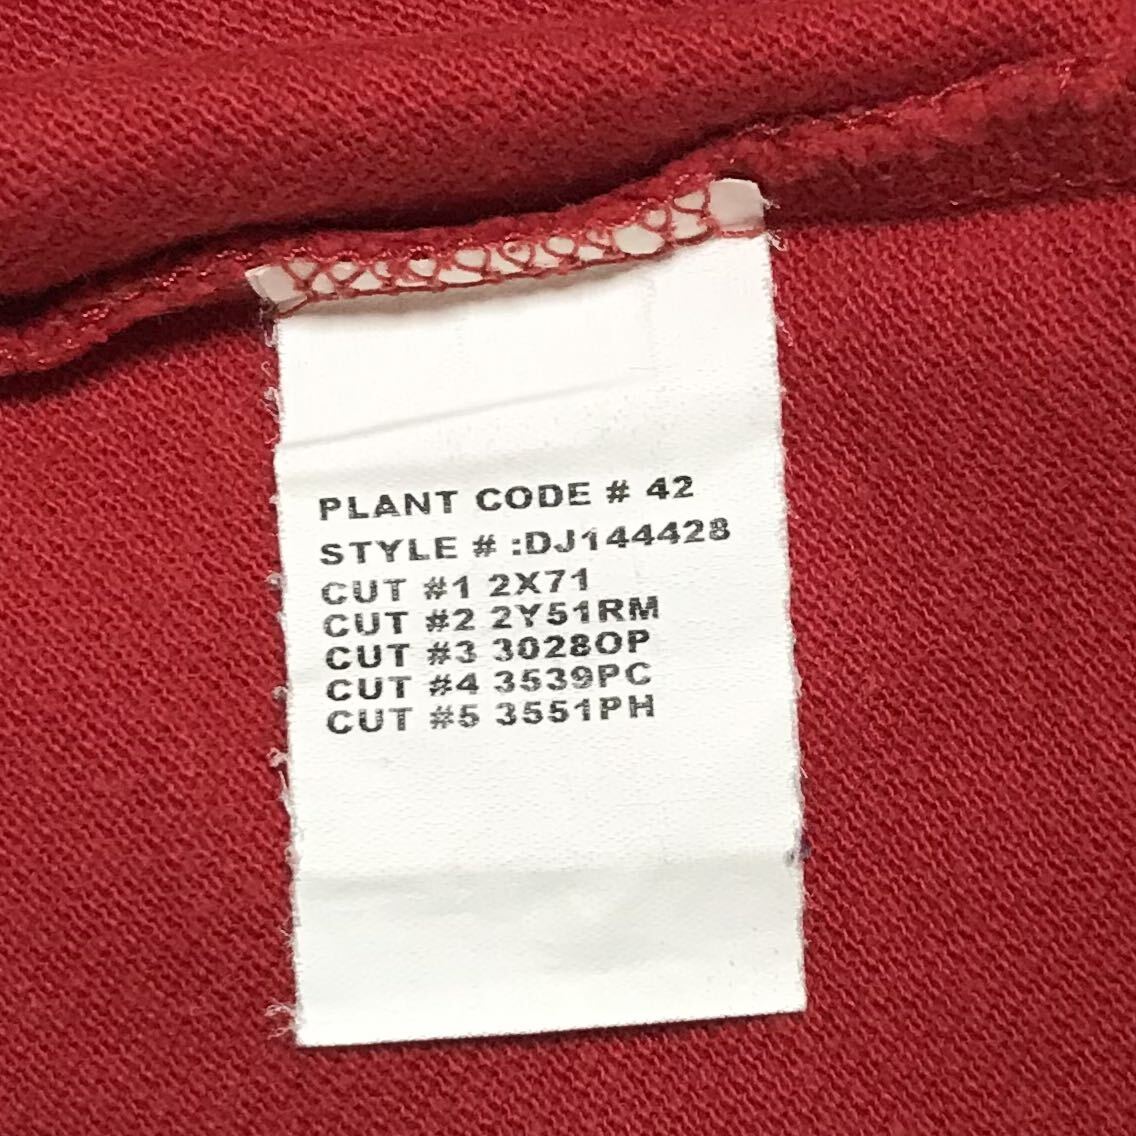 PLANT CODE # 42
STYLE # :DJ144428
CUT #1 2X71
CUT #2 2Y51RM
CUT #3 3028OP
CUT #4 3539PC
CUT #5 3551PH